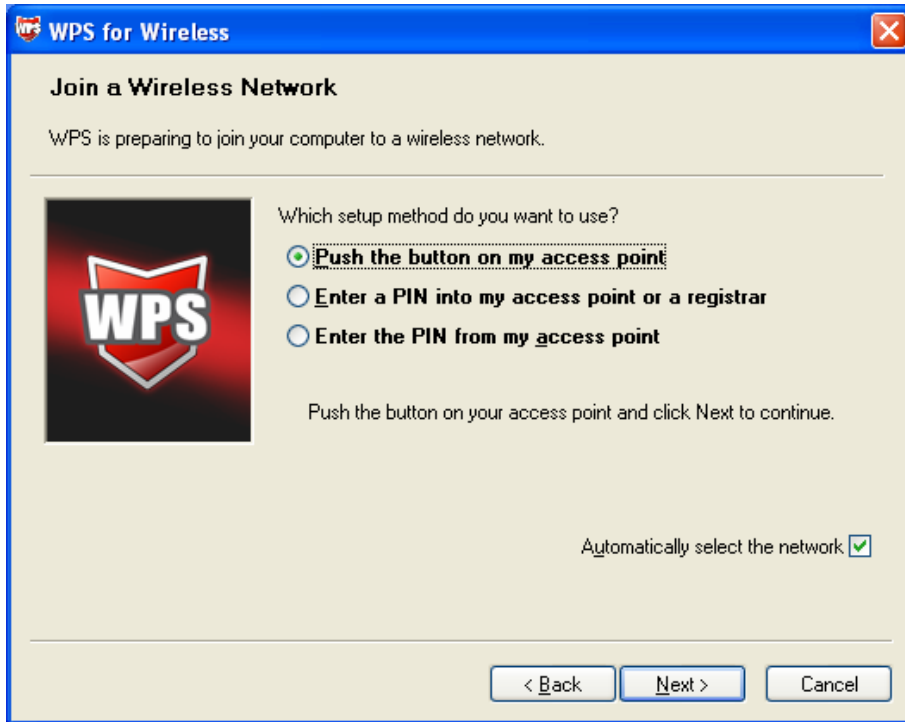 WPS for Wireless
Join a Wireless Network
WPS is preparing to join your computer to a wireless network.
WPS
Which setup method do you want to use?
Push the button on my access point
Enter a PIN into my access point or a registrar
Enter the PIN from my access point
Push the button on your access point and click Next to continue.
Automatically select the network
< Back
Next >
Cancel